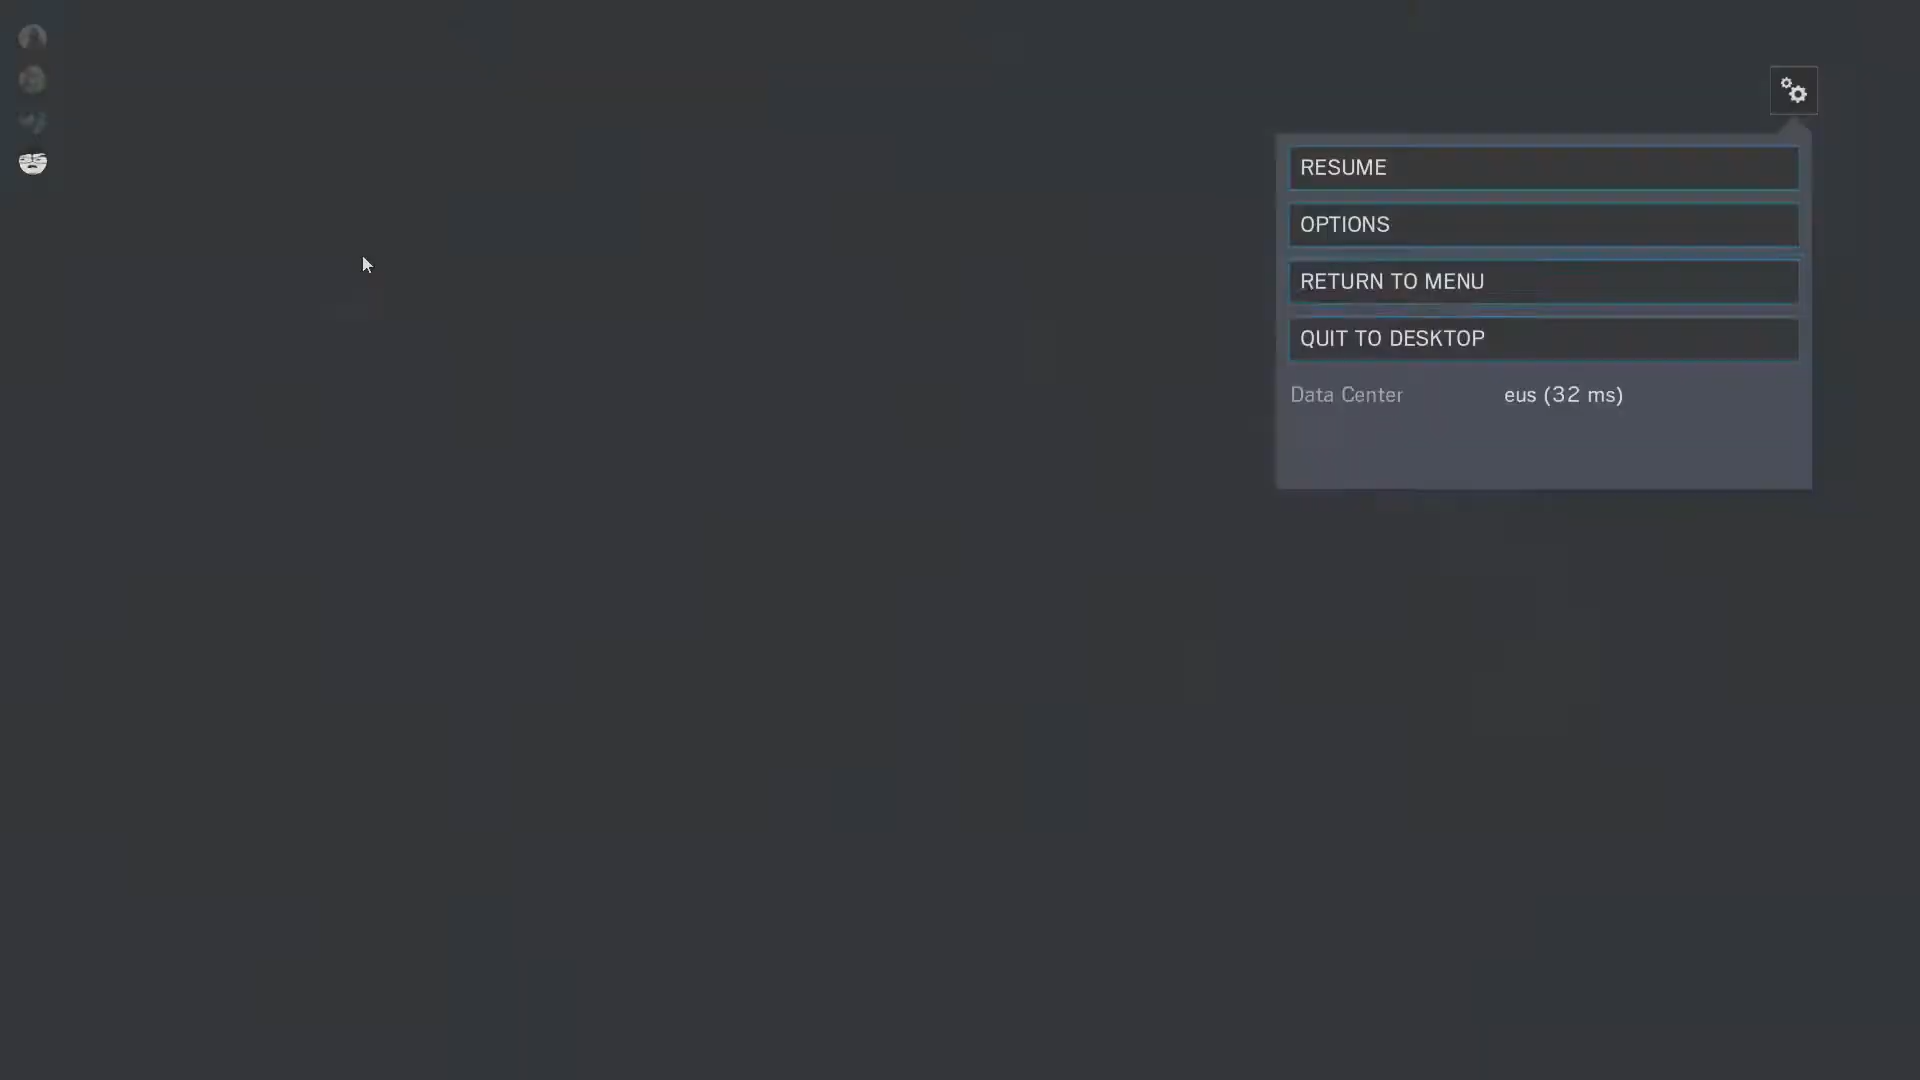 RESUME
OPTIONS
RETURN TO MENU
QUIT TO DESKTOP
Data Center eus (32 ms)